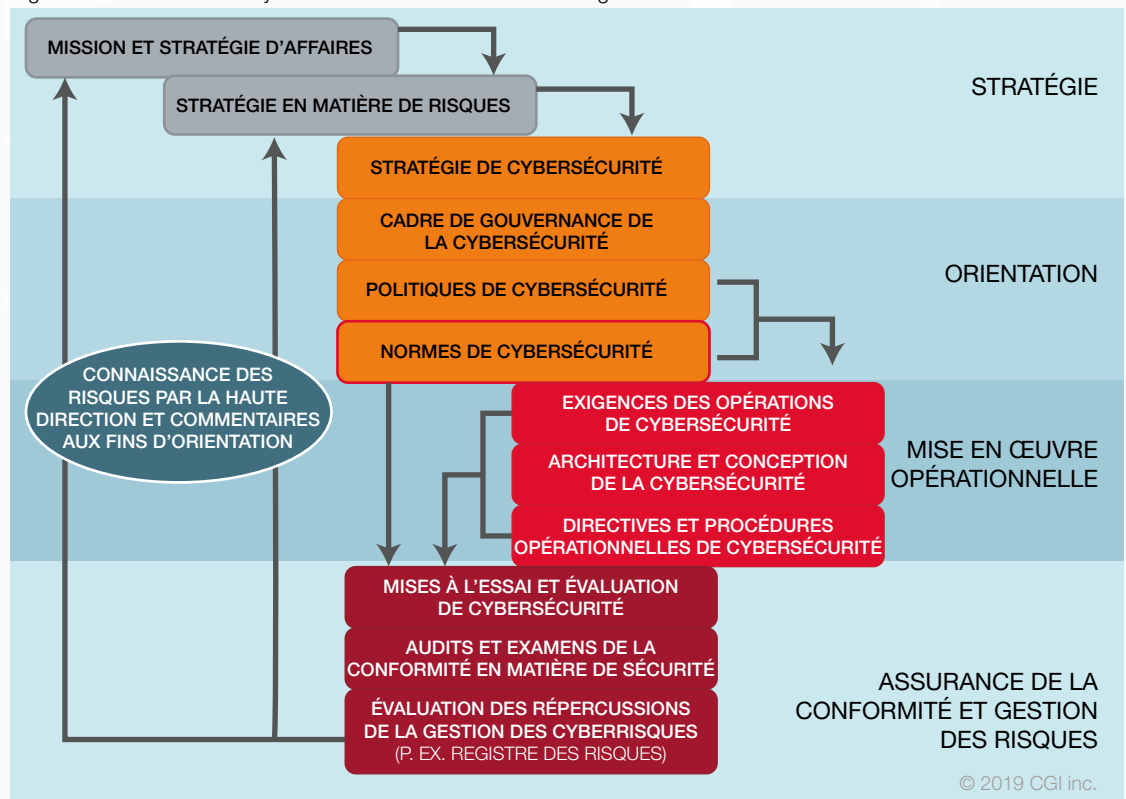 MISSION ET STRATÉGIE D'AFFAIRES
STRATÉGIE EN MATIÈRE DE RISQUES
STRATÉGIE
STRATÉGIE DE CYBERSÉCURITÉ
CADRE DE GOUVERNANCE DE
LA CYBERSÉCURITÉ
ORIENTATION
POLITIQUES DE CYBERSÉCURITÉ
NORMES DE CYBERSÉCURITÉ
CONNAISSANCE DES
RISQUES PAR LA HAUTE
DIRECTION ET COMMENTAIRES
AUX FINS D'ORIENTATION
EXIGENCES DES OPÉRATIONS
DE CYBERSÉCURITÉ
ARCHITECTURE ET CONCEPTION
DE LA CYBERSÉCURITÉ
DIRECTIVES ET PROCÉDURES
OPÉRATIONNELLES DE CYBERSÉCURITÉ
MISE EN ŒUVRE
OPÉRATIONNELLE
MISES À L'ESSAI ET ÉVALUATION
DE CYBERSÉCURITÉ
AUDITS ET EXAMENS DE LA
CONFORMITÉ EN MATIÈRE DE SÉCURITÉ
ÉVALUATION DES RÉPERCUSSIONS
DE LA GESTION DES CYBERRISQUES
(P. EX. REGISTRE DES RISQUES)
ASSURANCE DE LA
CONFORMITÉ ET GESTION
DES RISQUES
© 2019 CGI inc.